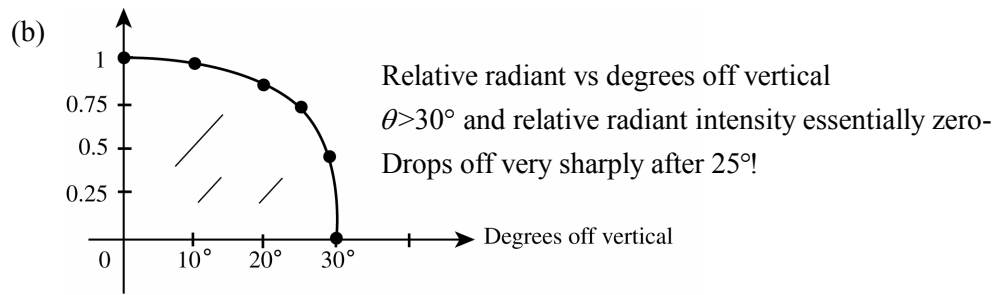 (b)
1
0.75
0.5
0.25
0
10°
20°
30°
Degrees off vertical
Relative radiant vs degrees off vertical
θ>30° and relative radiant intensity essentially zero-
Drops off very sharply after 25°!